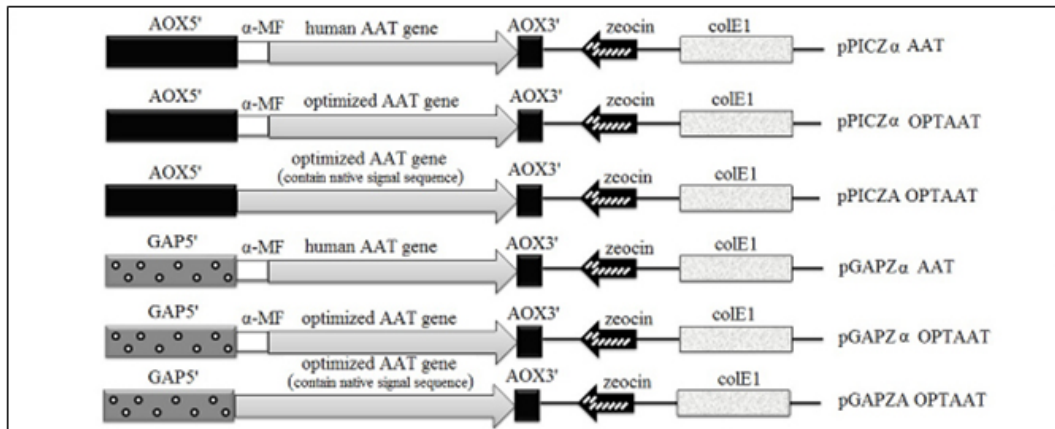 AOX5' α-MF human AAT gene AOX3' zeocin colE1 pPICZα AAT
AOX5' α-MF optimized AAT gene AOX3' zeocin colE1 pPICZα OPTAAT
AOX5' optimized AAT gene AOX3' zeocin colE1 pPICZA OPTAAT
(contain native signal sequence)
GAP5' α-MF human AAT gene AOX3' zeocin colE1 pGAPZα AAT
GAP5' α-MF optimized AAT gene AOX3' zeocin colE1 pGAPZα OPTAAT
GAP5' optimized AAT gene AOX3' zeocin colE1 pGAPZA OPTAAT
(contain native signal sequence)